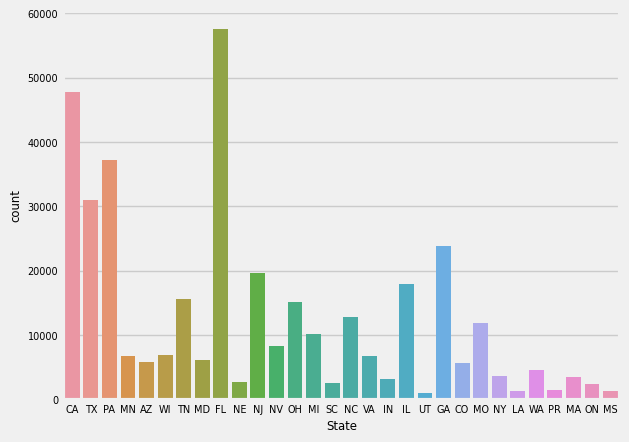 60000
50000
40000
30000
20000
10000
0
count
CA TX PA MN AZ WI TN MD FL NE NJ NV OH MI SC NC VA IN IL UT GA CO MO NY LA WA PR MA ON MS
State